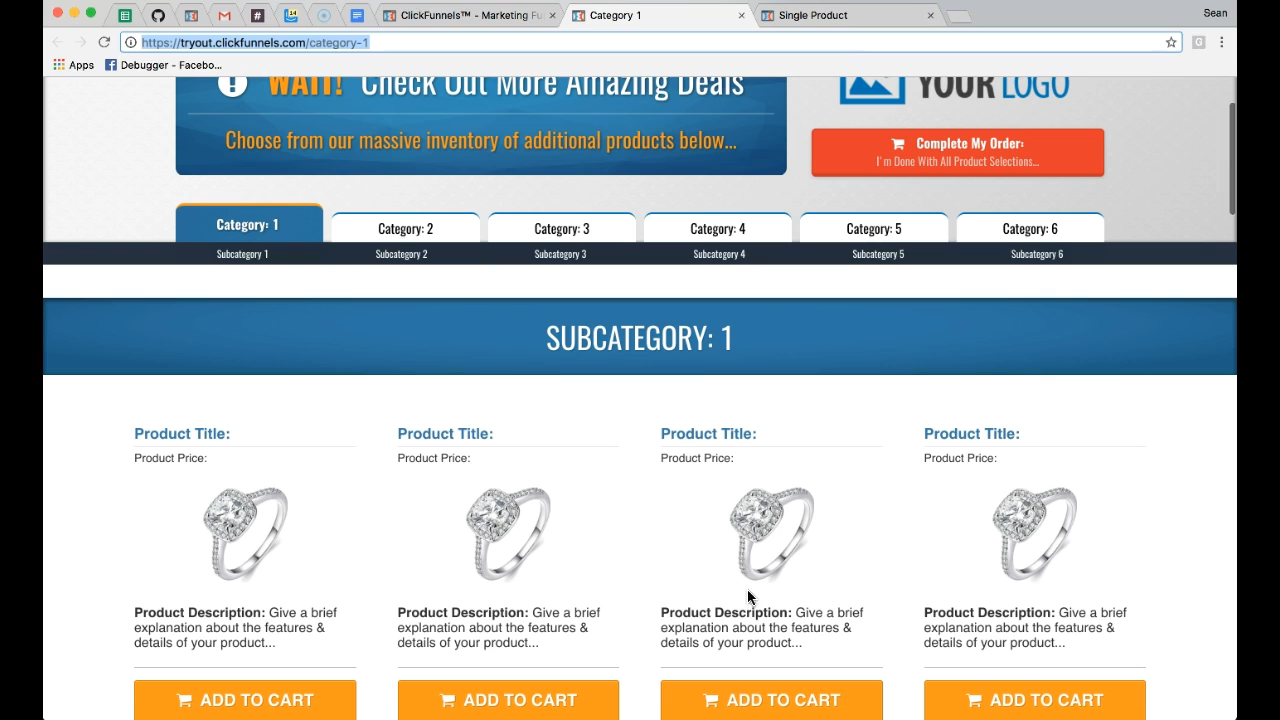 ClickFunnels™ - Marketing Fu
Category 1
Single Product
Sean
https://tryout.clickfunnels.com/category-1
Apps
Debugger - Facebo...
WAIT! Check Out More Amazing Deals
Choose from our massive inventory of additional products below...
YOUR LOGO
Complete My Order:
I'm Done With All Product Selections...
Category: 1
Category: 2
Category: 3
Category: 4
Category: 5
Category: 6
Subcategory 1
Subcategory 2
Subcategory 3
Subcategory 4
Subcategory 5
Subcategory 6
SUBCATEGORY: 1
Product Title:
Product Price:
Product Description: Give a brief
explanation about the features &
details of your product...
ADD TO CART
Product Title:
Product Price:
Product Description: Give a brief
explanation about the features &
details of your product...
ADD TO CART
Product Title:
Product Price:
Product Description: Give a brief
explanation about the features &
details of your product...
ADD TO CART
Product Title:
Product Price:
Product Description: Give a brief
explanation about the features &
details of your product...
ADD TO CART